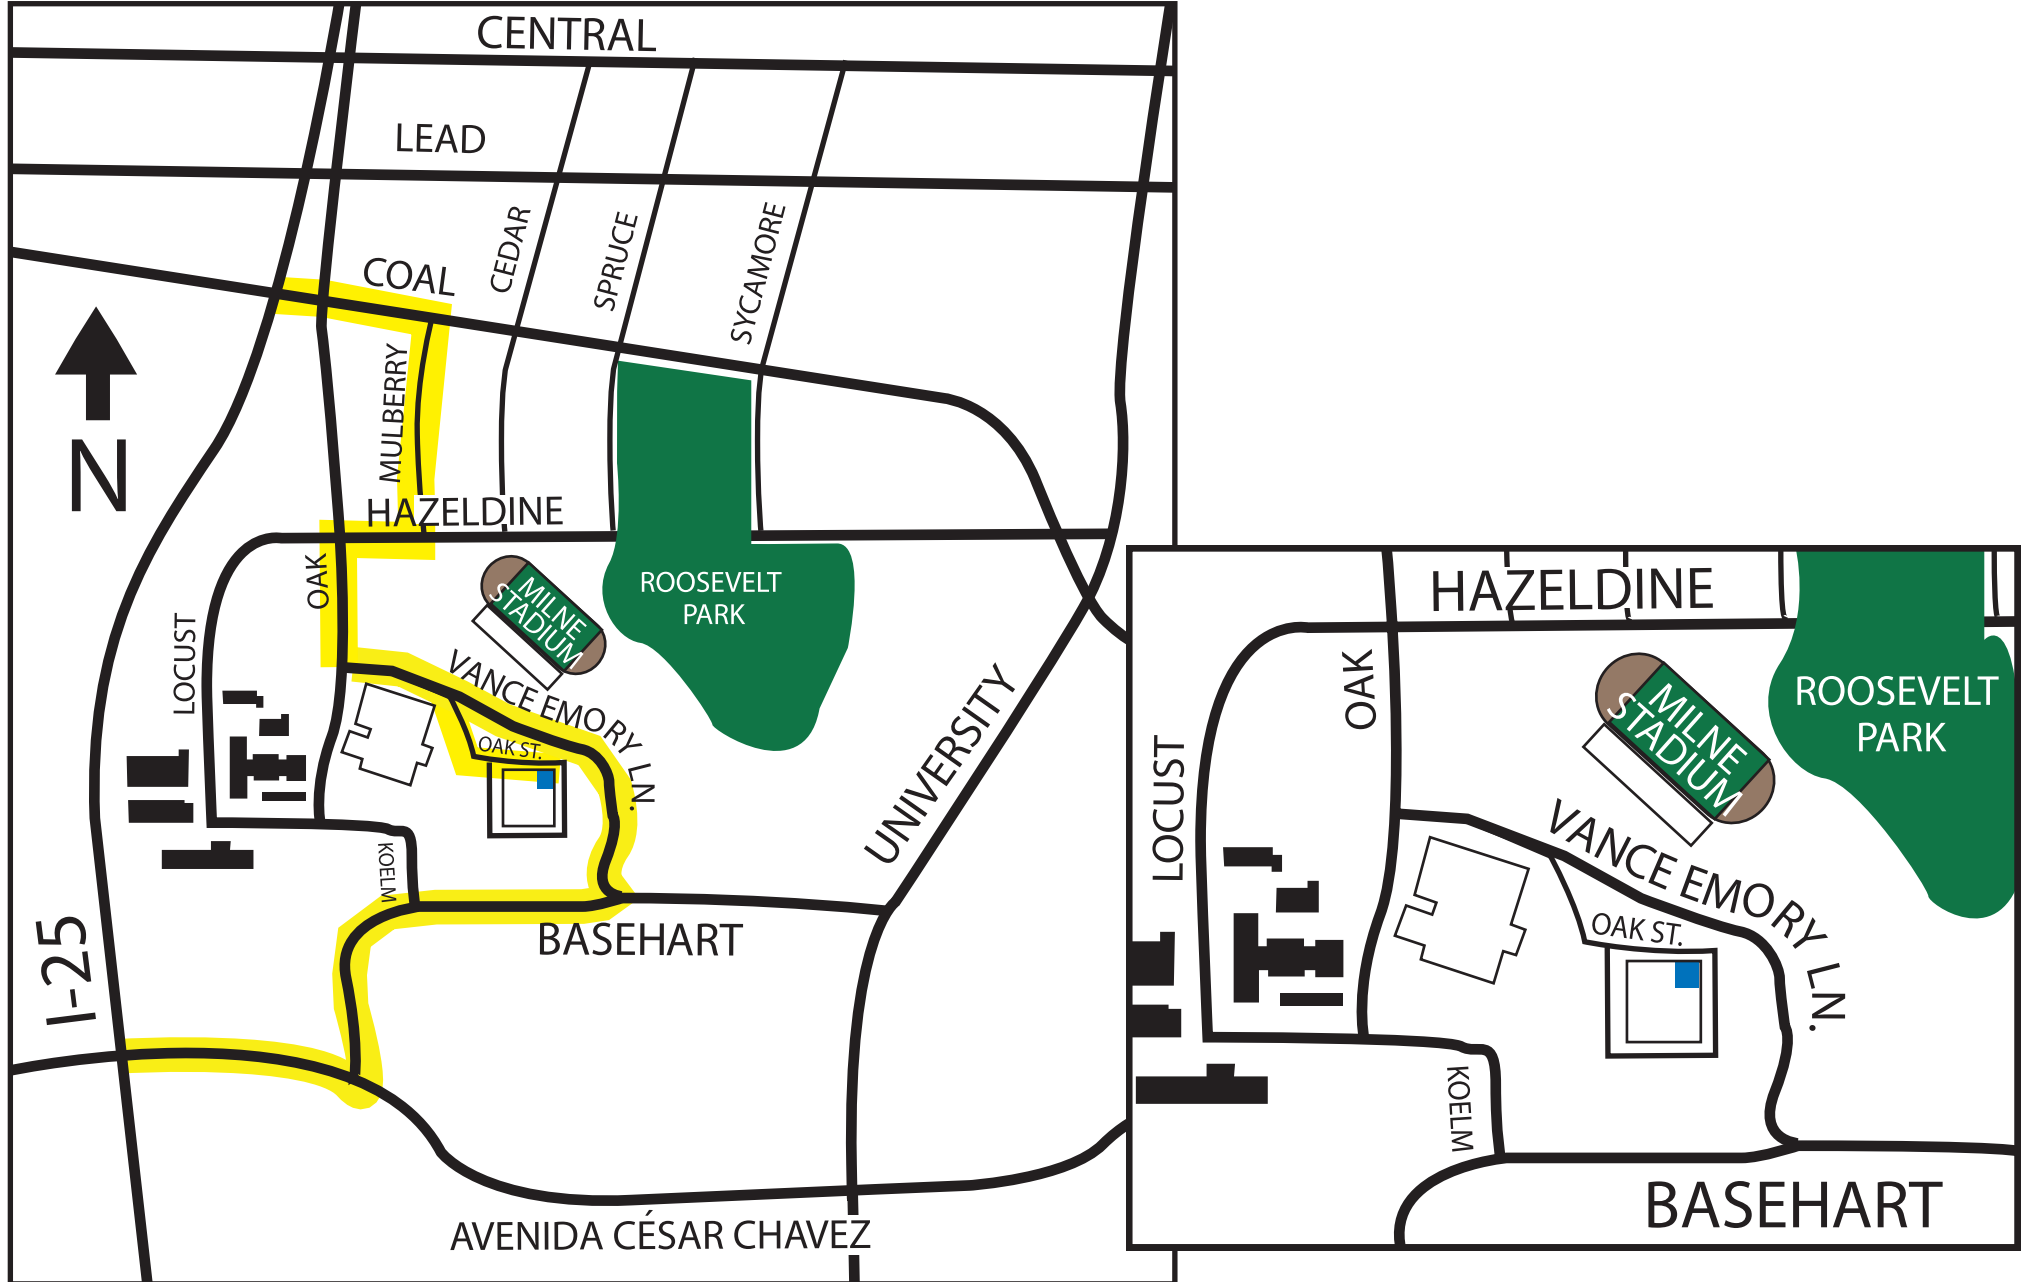 CENTRAL
LEAD
CEDAR
SPRUCE
SYCAMORE
COAL
MULBERRY
N
HAZELDINE
OAK
MILNE
STADIUM
ROOSEVELT
PARK
LOCUST
VANCE EMORY LN.
OAK ST.
UNIVERSITY
KOELM
I-25
BASEHART
AVENIDA CÉSAR CHAVEZ
HAZELDINE
OAK
MILNE
STADIUM
ROOSEVELT
PARK
LOCUST
VANCE EMORY LN.
OAK ST.
KOELM
BASEHART